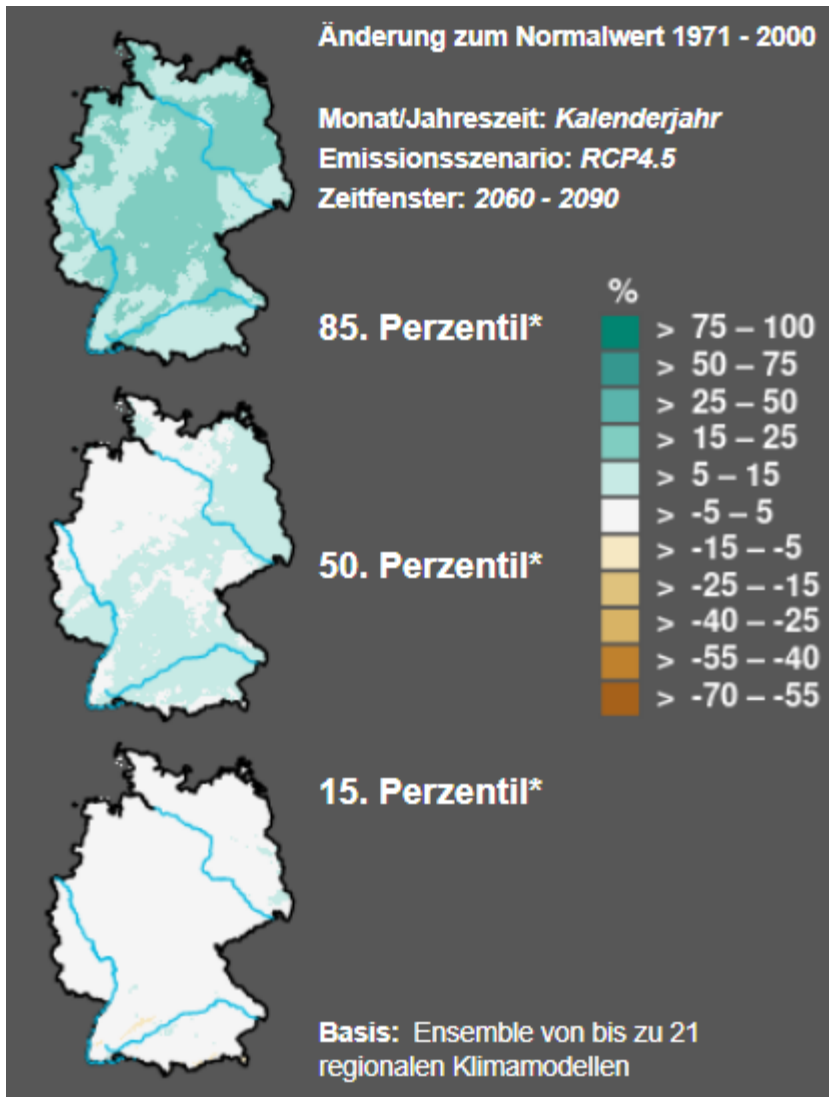 Änderung zum Normalwert 1971 - 2000
Monat/Jahreszeit: Kalenderjahr
Emissionsszenario: RCP4.5
Zeitfenster: 2060 - 2090
%
85. Perzentil*
> 75 – 100
> 50 – 75
> 25 – 50
> 15 – 25
> 5 – 15
> -5 – 5
50. Perzentil*
> -15 – -5
> -25 – -15
> -40 – -25
> -55 – -40
> -70 – -55
15. Perzentil*
Basis: Ensemble von bis zu 21
regionalen Klimamodellen